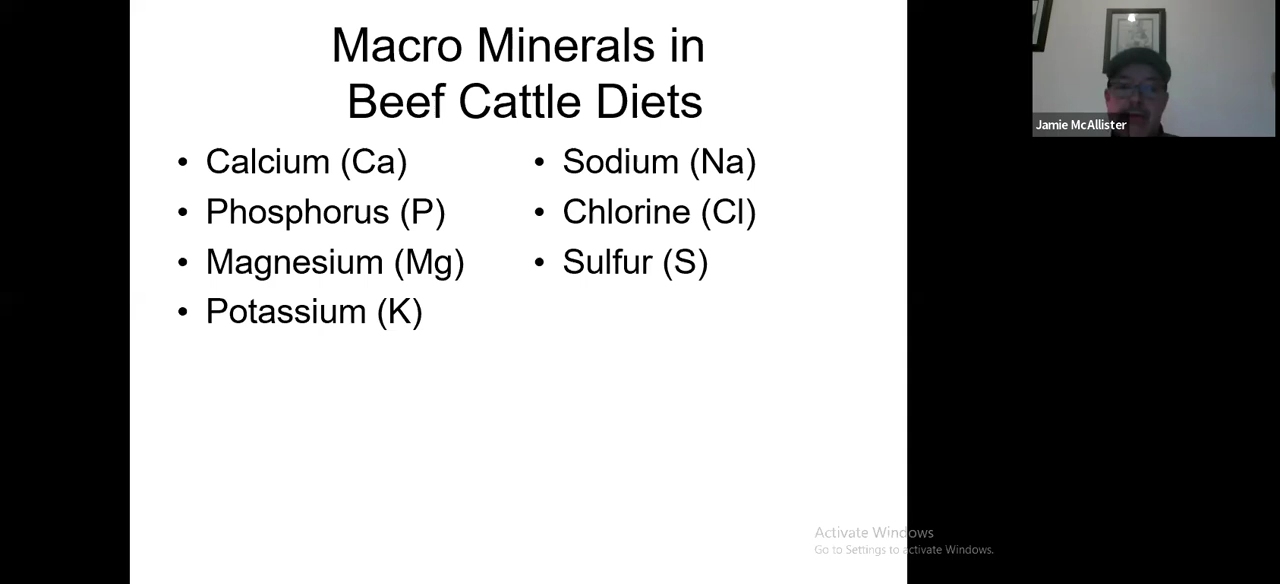 Macro Minerals in
Beef Cattle Diets
• Calcium (Ca)
• Phosphorus (P)
• Magnesium (Mg)
• Potassium (K)
• Sodium (Na)
• Chlorine (Cl)
• Sulfur (S)
Jamie McAllister
Activate Windows
Go to Settings to activate Windows.